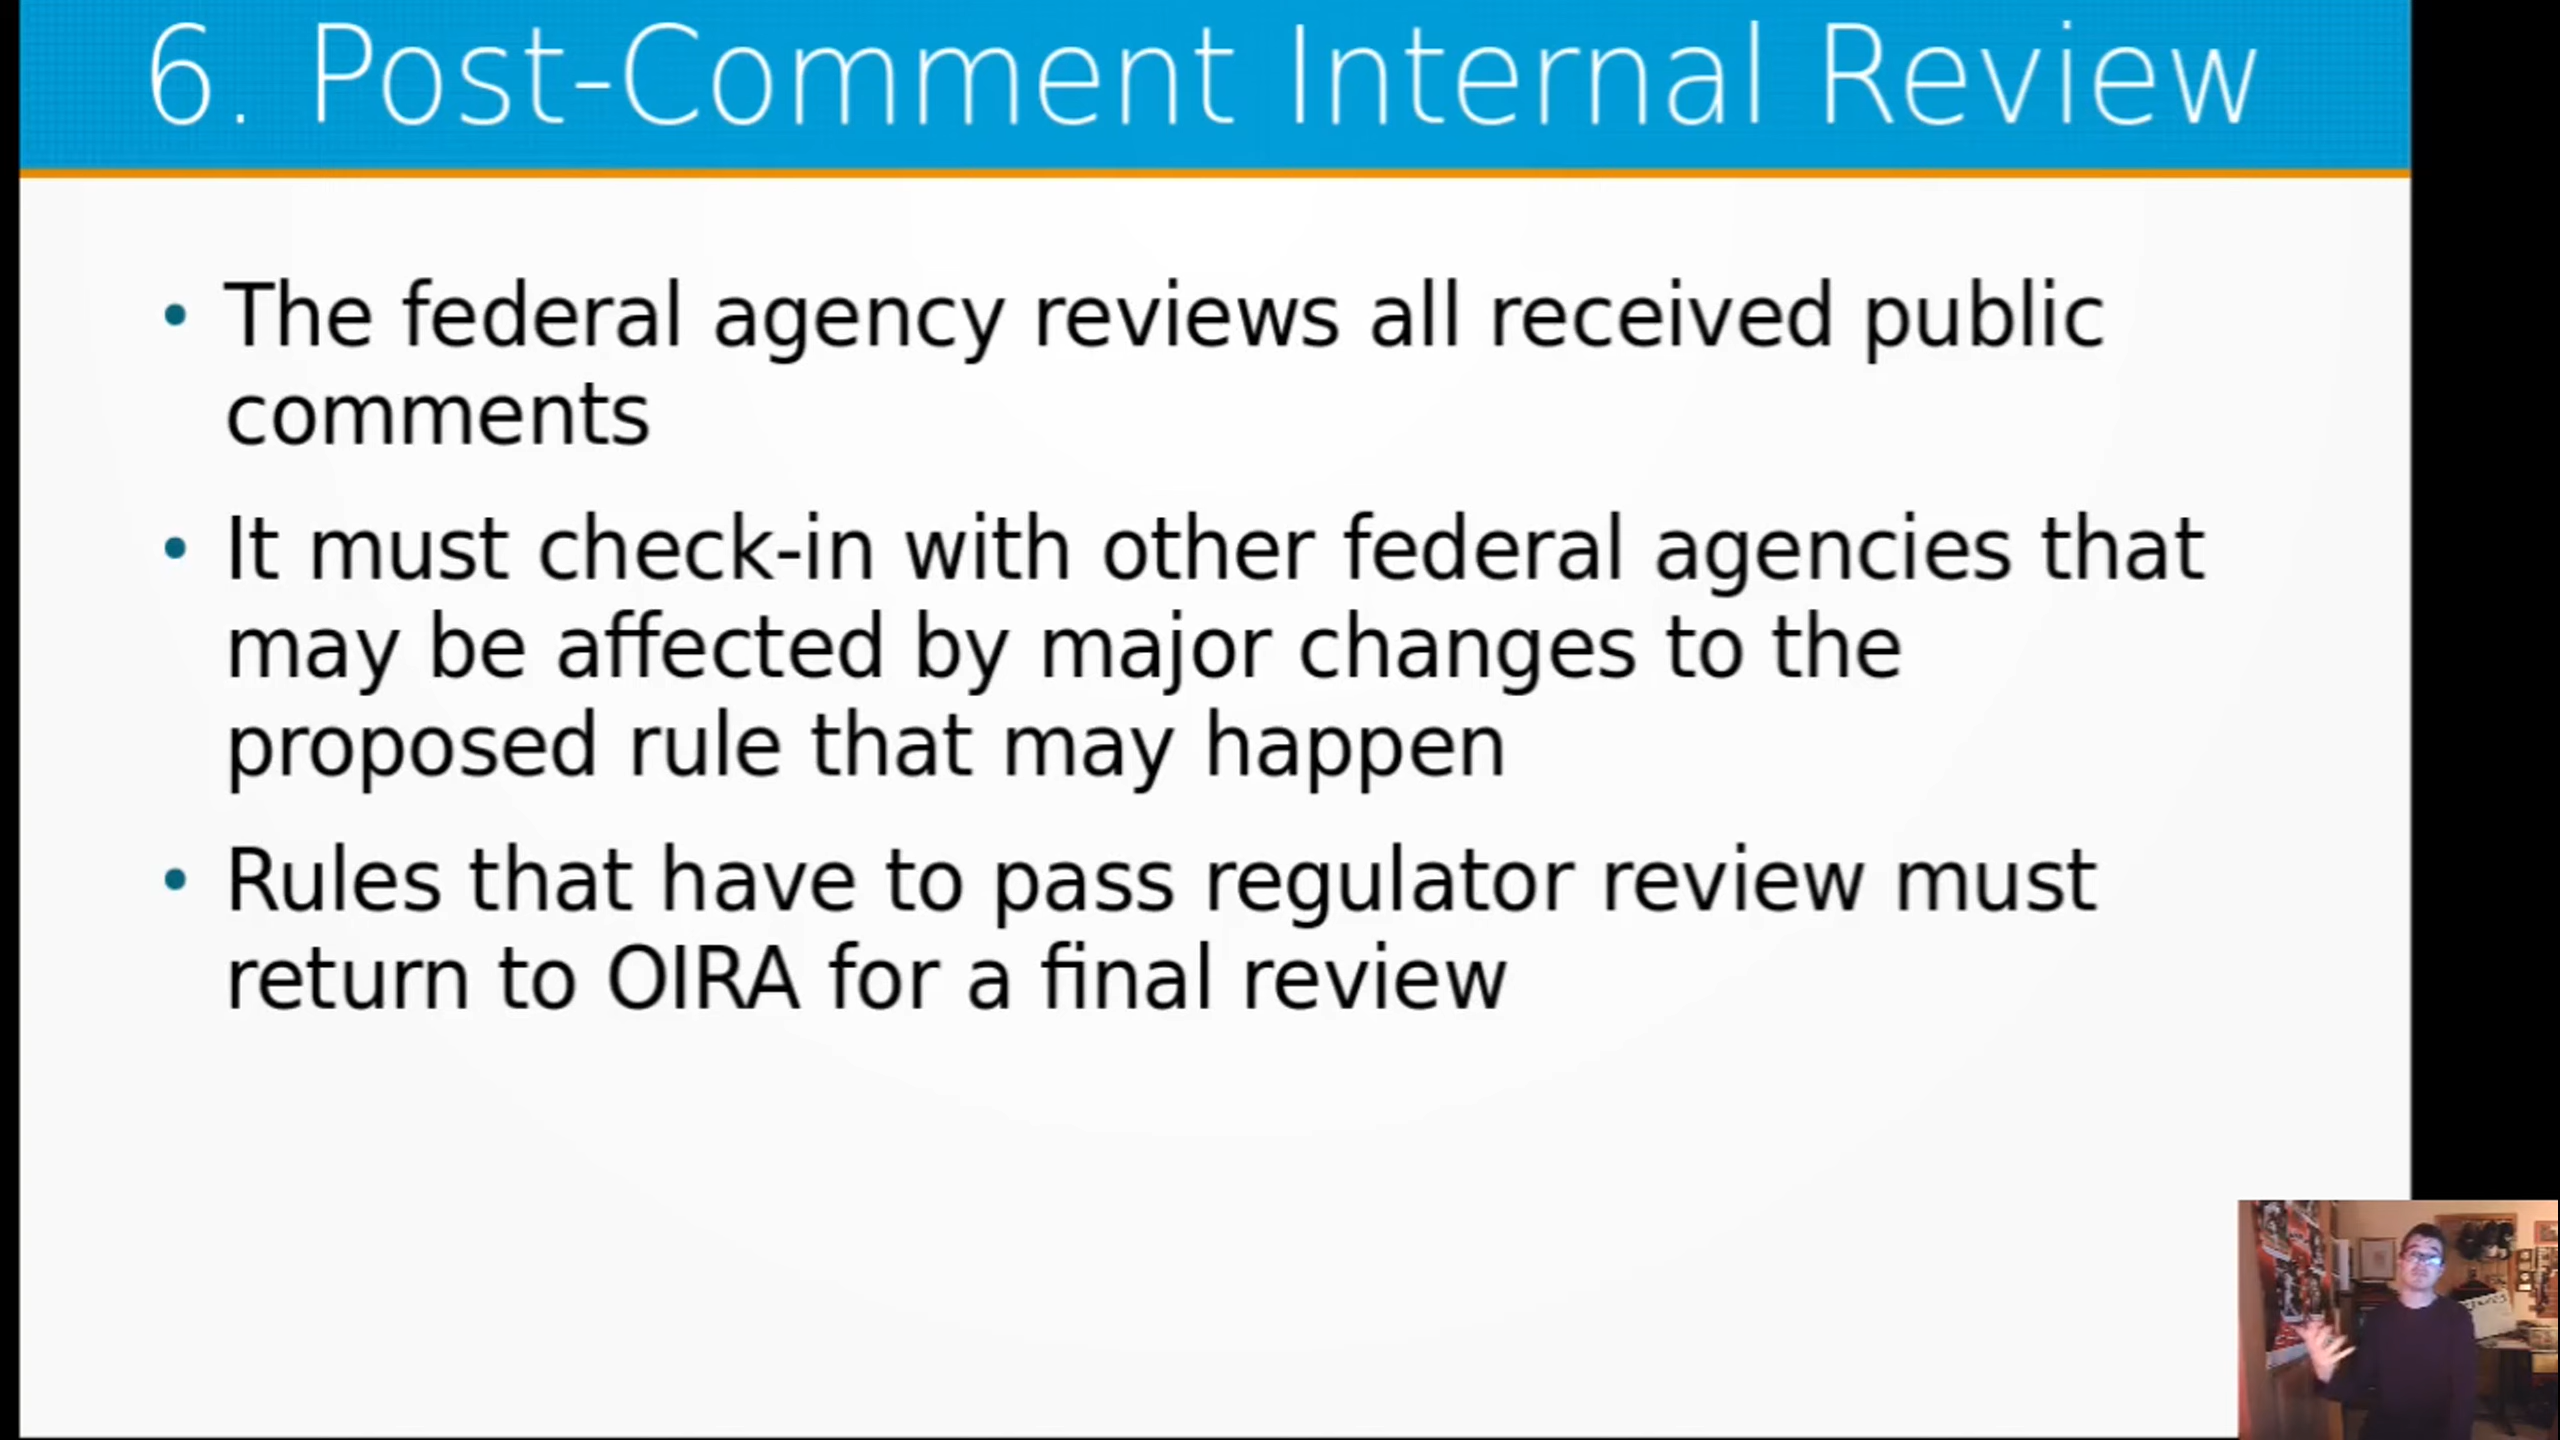 6. Post-Comment Internal Review
• The federal agency reviews all received public
comments
• It must check-in with other federal agencies that
may be affected by major changes to the
proposed rule that may happen
• Rules that have to pass regulator review must
return to OIRA for a final review